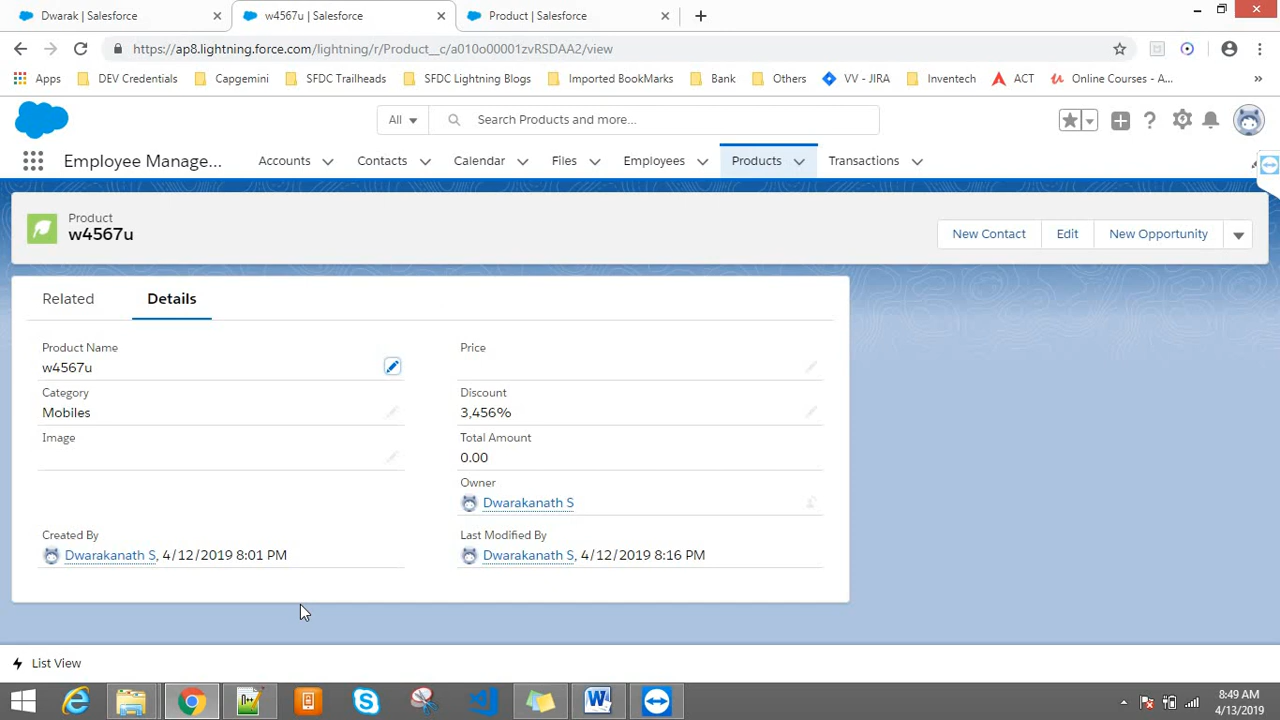 Dwarak | Salesforce
w4567u | Salesforce
Product | Salesforce
https://ap8.lightning.force.com/lightning/r/Product__c/a010o00001zvRSDAA2/view
Apps DEV Credentials Capgemini SFDC Trailheads SFDC Lightning Blogs Imported BookMarks Bank Others VV - JIRA Inventech ACT Online Courses - A... »
All Search Products and more...
Employee Manage... Accounts Contacts Calendar Files Employees Products Transactions
Product
w4567u
New Contact Edit New Opportunity
Related Details
Product Name
w4567u
Price
Category
Mobiles
Discount
3,456%
Image
Total Amount
0.00
Owner
Dwarakanath S
Created By
Dwarakanath S, 4/12/2019 8:01 PM
Last Modified By
Dwarakanath S, 4/12/2019 8:16 PM
List View
8:49 AM
4/13/2019